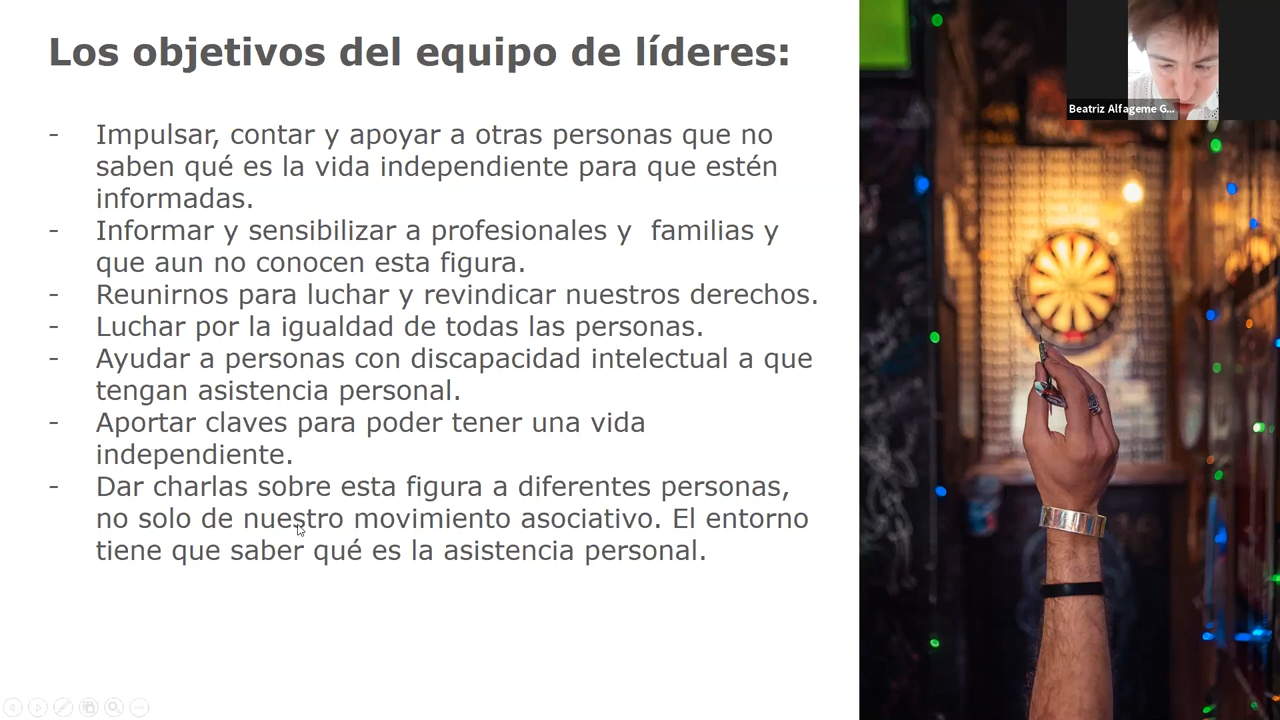 Los objetivos del equipo de líderes:
- Impulsar, contar y apoyar a otras personas que no
saben qué es la vida independiente para que estén
informadas.
- Informar y sensibilizar a profesionales y  familias y
que aun no conocen esta figura.
- Reunirnos para luchar y revindicar nuestros derechos.
- Luchar por la igualdad de todas las personas.
- Ayudar a personas con discapacidad intelectual a que
tengan asistencia personal.
- Aportar claves para poder tener una vida
independiente.
- Dar charlas sobre esta figura a diferentes personas,
no solo de nuestro movimiento asociativo. El entorno
tiene que saber qué es la asistencia personal.
Beatriz Alfageme G...